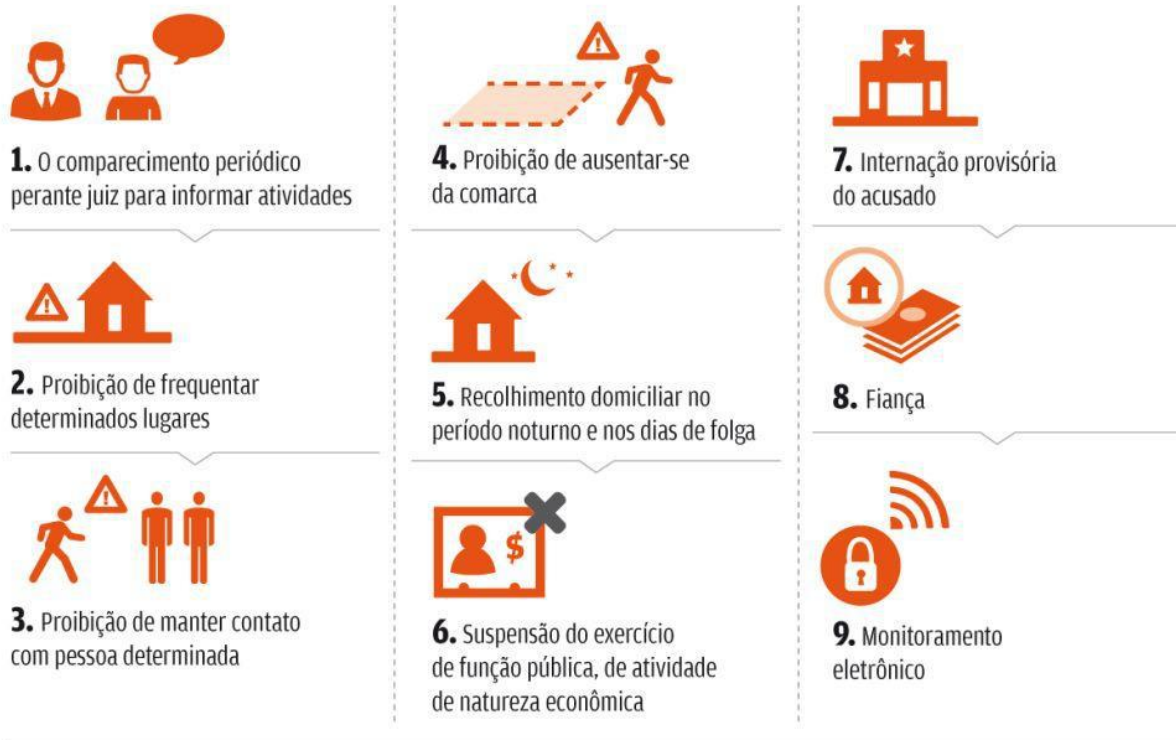 1. O comparecimento periódico
perante juiz para informar atividades
2. Proibição de frequentar
determinados lugares
3. Proibição de manter contato
com pessoa determinada
4. Proibição de ausentar-se
da comarca
5. Recolhimento domiciliar no
período noturno e nos dias de folga
$
6. Suspensão do exercício
de função pública, de atividade
de natureza econômica
7. Internação provisória
do acusado
8. Fiança
9. Monitoramento
eletrônico